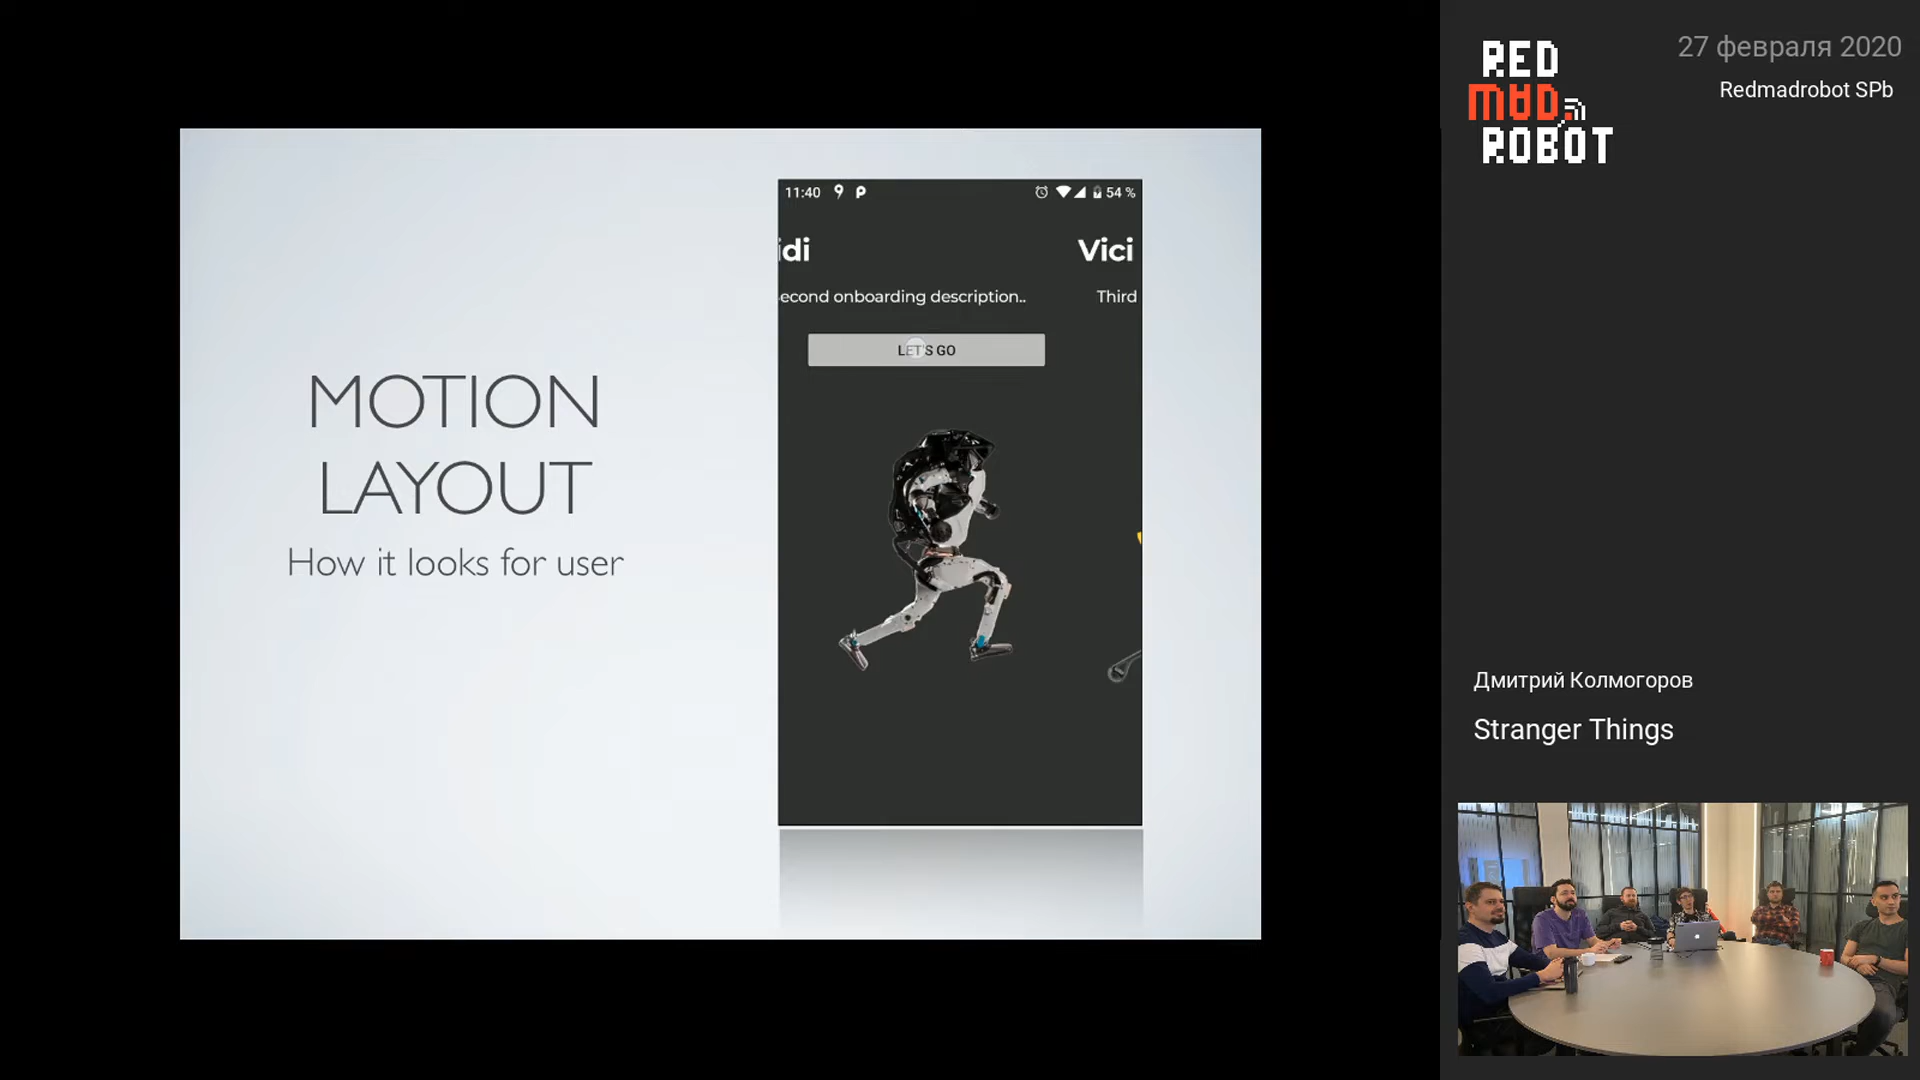 MOTION
LAYOUT
How it looks for user
11:40
54 %
idi
Vici
econd onboarding description..
Third
LET'S GO
RED
MAD
ROBOT
27 февраля 2020
Redmadrobot SPb
Дмитрий Колмогоров
Stranger Things